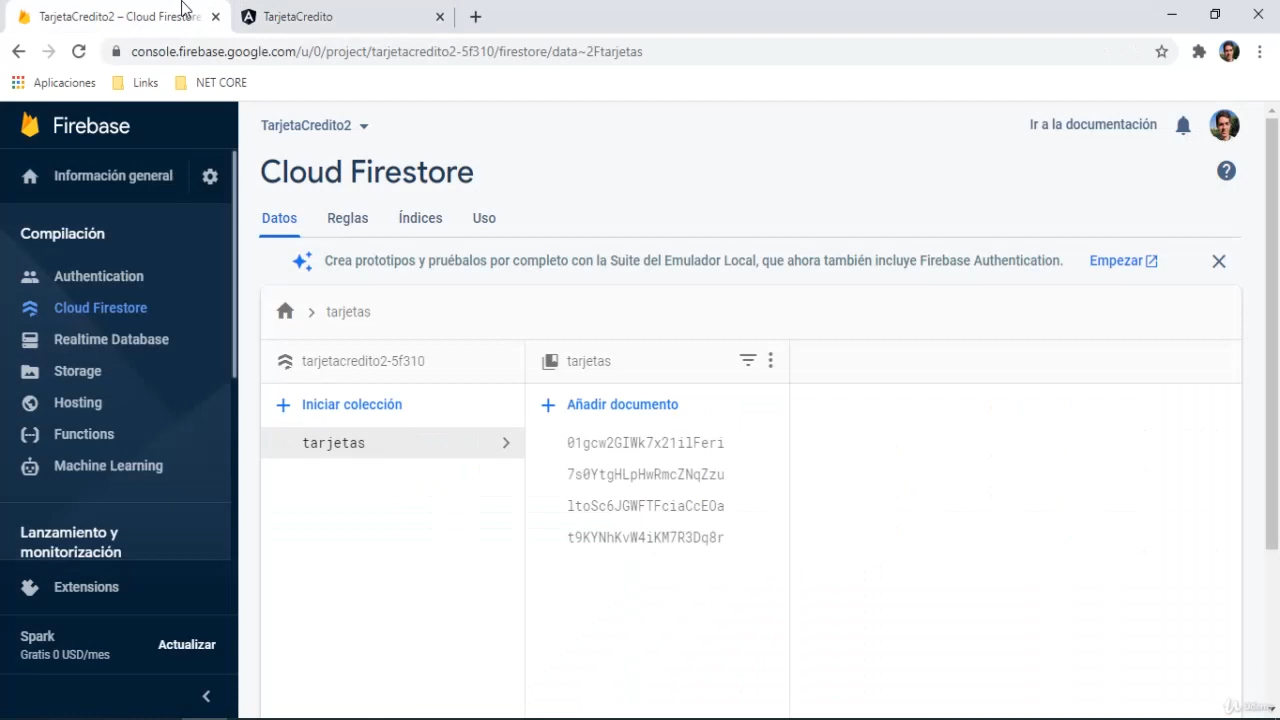 TarjetaCredito2 – Cloud Firestore
TarjetaCredito
console.firebase.google.com/u/0/project/tarjetacredito2-5f310/firestore/data~2Ftarjetas
Aplicaciones
Links
NET CORE
Firebase
TarjetaCredito2
Ir a la documentación
Información general
Cloud Firestore
Datos
Reglas
Índices
Uso
Compilación
Crea prototipos y pruébalos por completo con la Suite del Emulador Local, que ahora también incluye Firebase Authentication.
Empezar
Authentication
Cloud Firestore
Realtime Database
Storage
Hosting
Functions
Machine Learning
tarjetas
tarjetacredito2-5f310
tarjetas
Iniciar colección
Añadir documento
tarjetas
01gcw2GIWk7x21ilFeri
7s0YtgHLpHwRmcZNqZzu
ltoSc6JGWFTFciaCcEOa
t9KYNhKvW4iKM7R3Dq8r
Lanzamiento y
monitorización
Extensions
Spark
Gratis 0 USD/mes
Actualizar